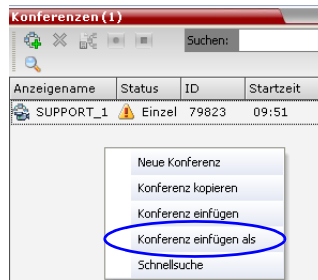 Konferenzen (1)
Suchen:
Anzeigename Status ID Startzeit
SUPPORT_1 Einzel 79823 09:51
Neue Konferenz
Konferenz kopieren
Konferenz einfügen
Konferenz einfügen als
Schnellsuche